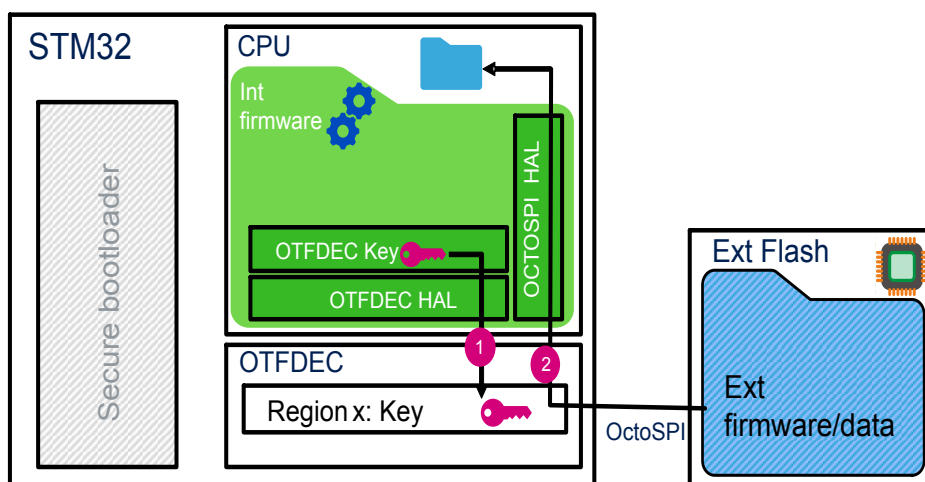 STM32
CPU
Int
firmware
OCTOSPI HAL
OTFDEC Key
OTFDEC HAL
Secure bootloader
1
2
OTFDEC
Region x: Key
OctoSPI
Ext Flash
Ext
firmware/data